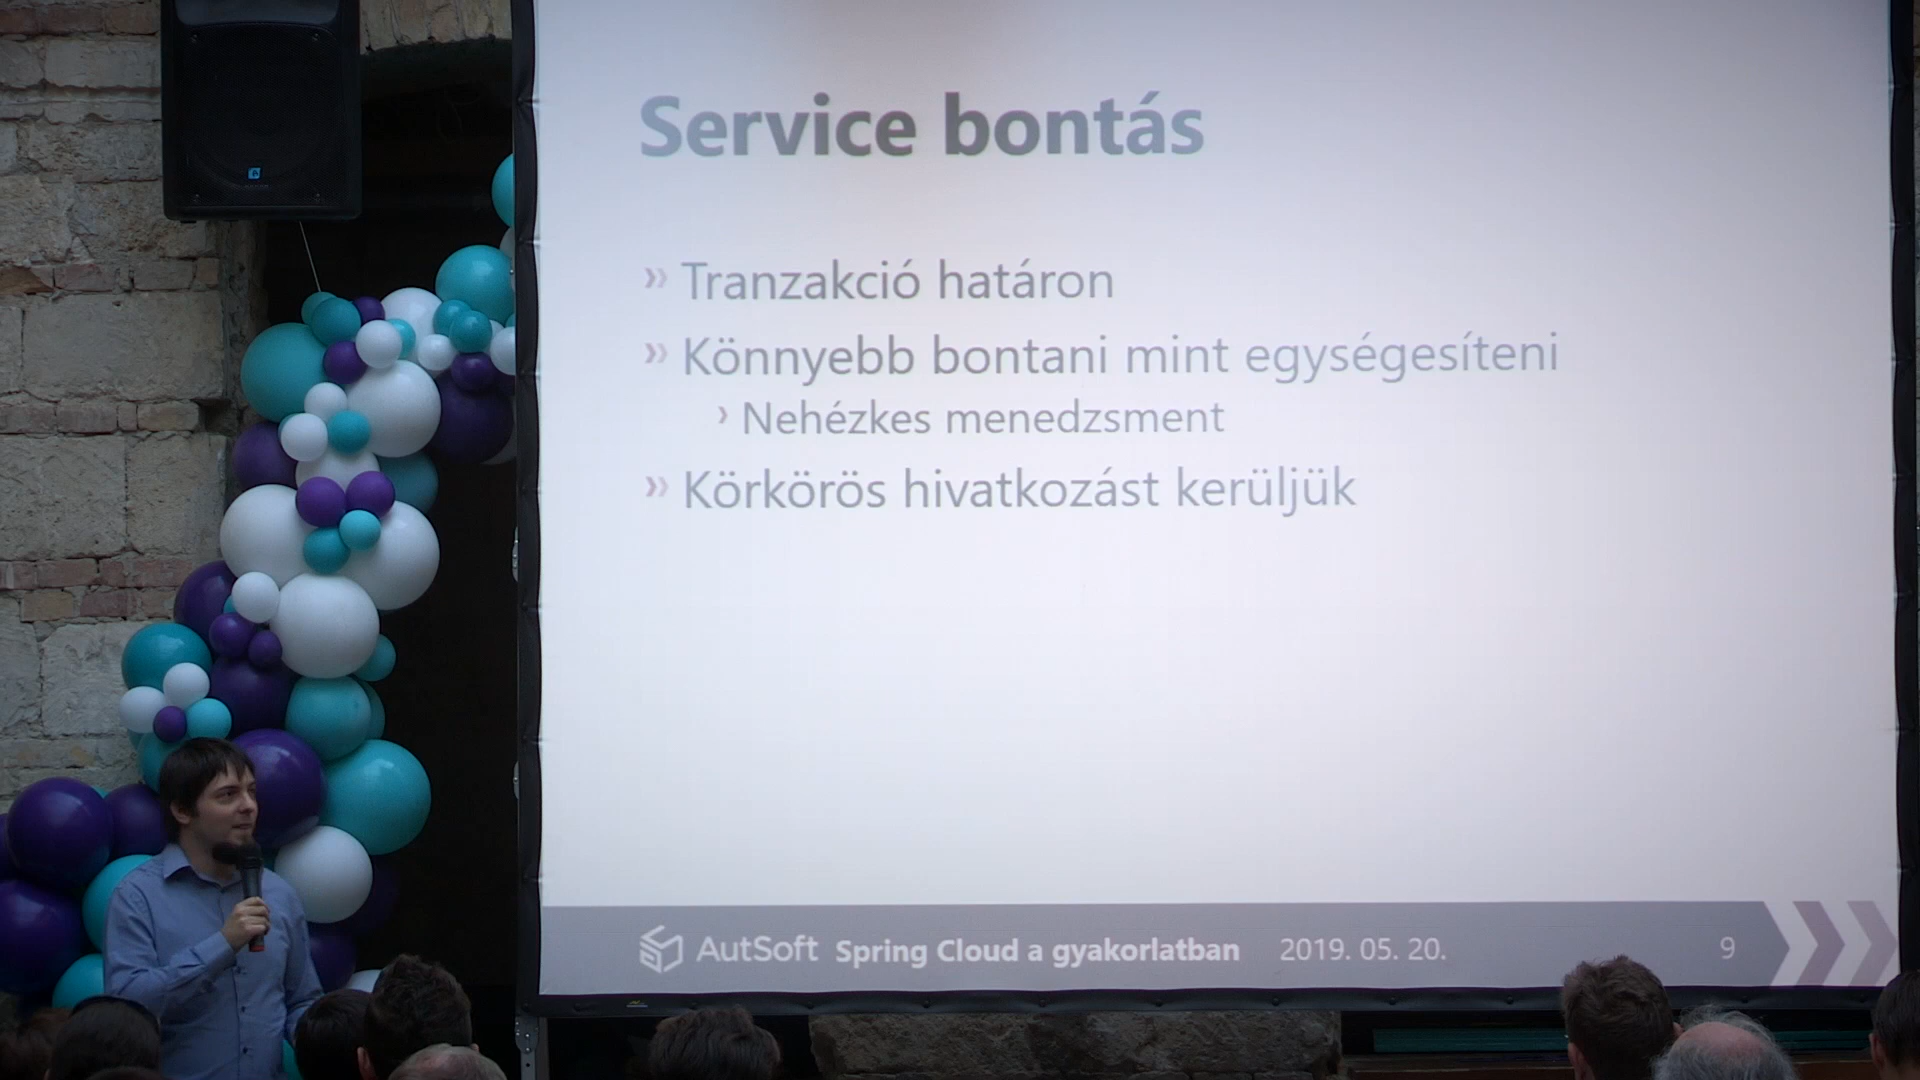 Service bontás
Tranzakció határon
Könnyebb bontani mint egységesíteni
Nehézkes menedzsment
Körkörös hivatkozást kerüljük
AutSoft Spring Cloud a gyakorlatban 2019. 05. 20. 9